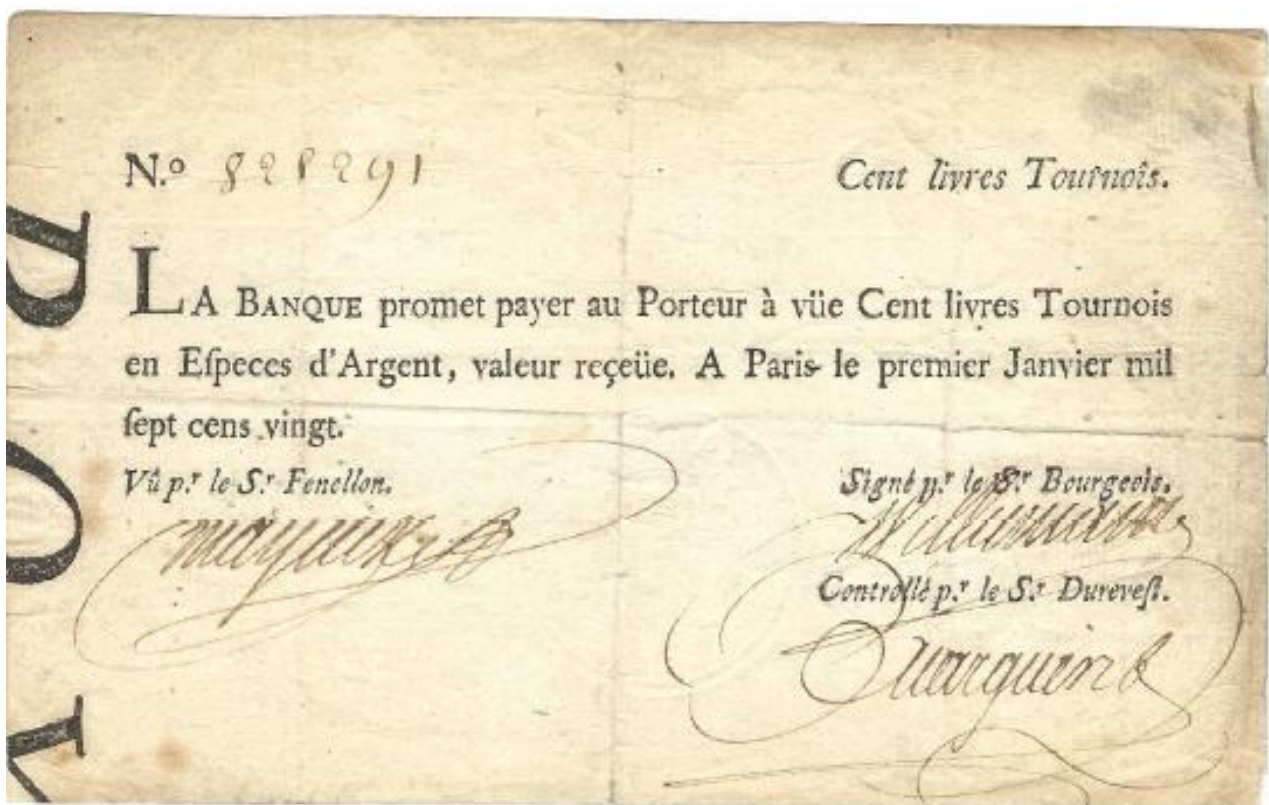 N.º 828291
Cent livres Tournois.
LA BANQUE promet payer au Porteur à vüe Cent livres Tournois
en Eſpeces d'Argent, valeur reçeüe. A Paris le premier Janvier mil
ſept cens vingt.
Vû p.r le S.r Fenellon.
Signé p.r le S.r Bourgeois.
Controllé p.r le S.r Dureveſt.